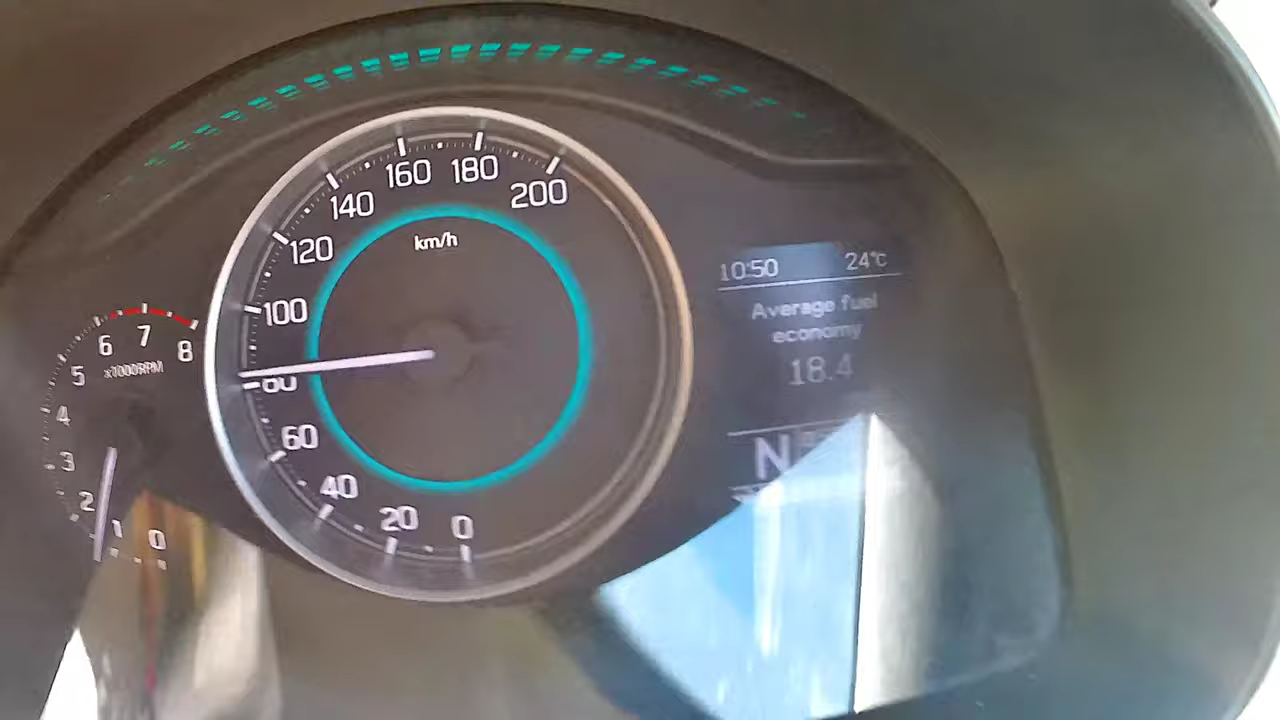 160 180
140 200
120 km/h
100
80
60
40
20 0
6 7 8
5 x1000RPM
4
3
2
1 0
10:50 24°C
Average fuel
economy
18.4
N